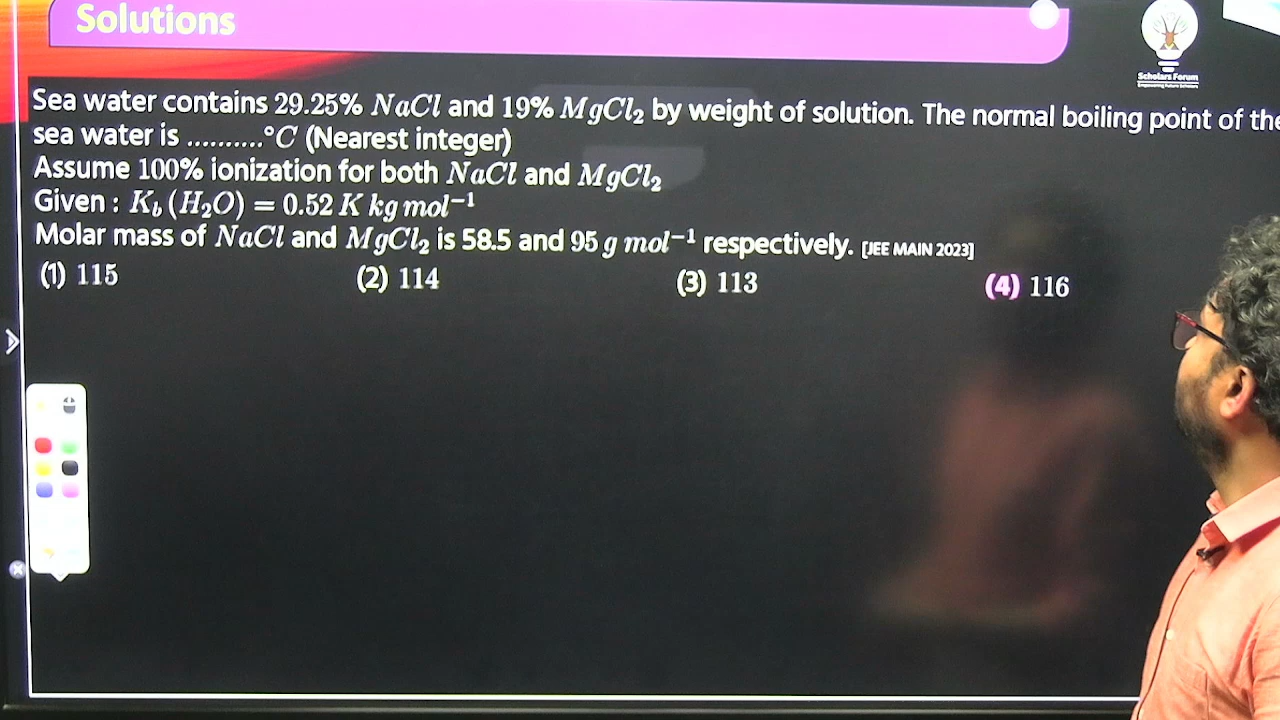 Solutions
Scholars Forum
Empowering Future Scholars
Sea water contains 29.25% NaCl and 19% MgCl₂ by weight of solution. The normal boiling point of the
sea water is ..........°C (Nearest integer)
Assume 100% ionization for both NaCl and MgCl₂
Given : K_b (H₂O) = 0.52 K kg mol⁻¹
Molar mass of NaCl and MgCl₂ is 58.5 and 95 g mol⁻¹ respectively. [JEE MAIN 2023]
(1) 115 (2) 114 (3) 113 (4) 116